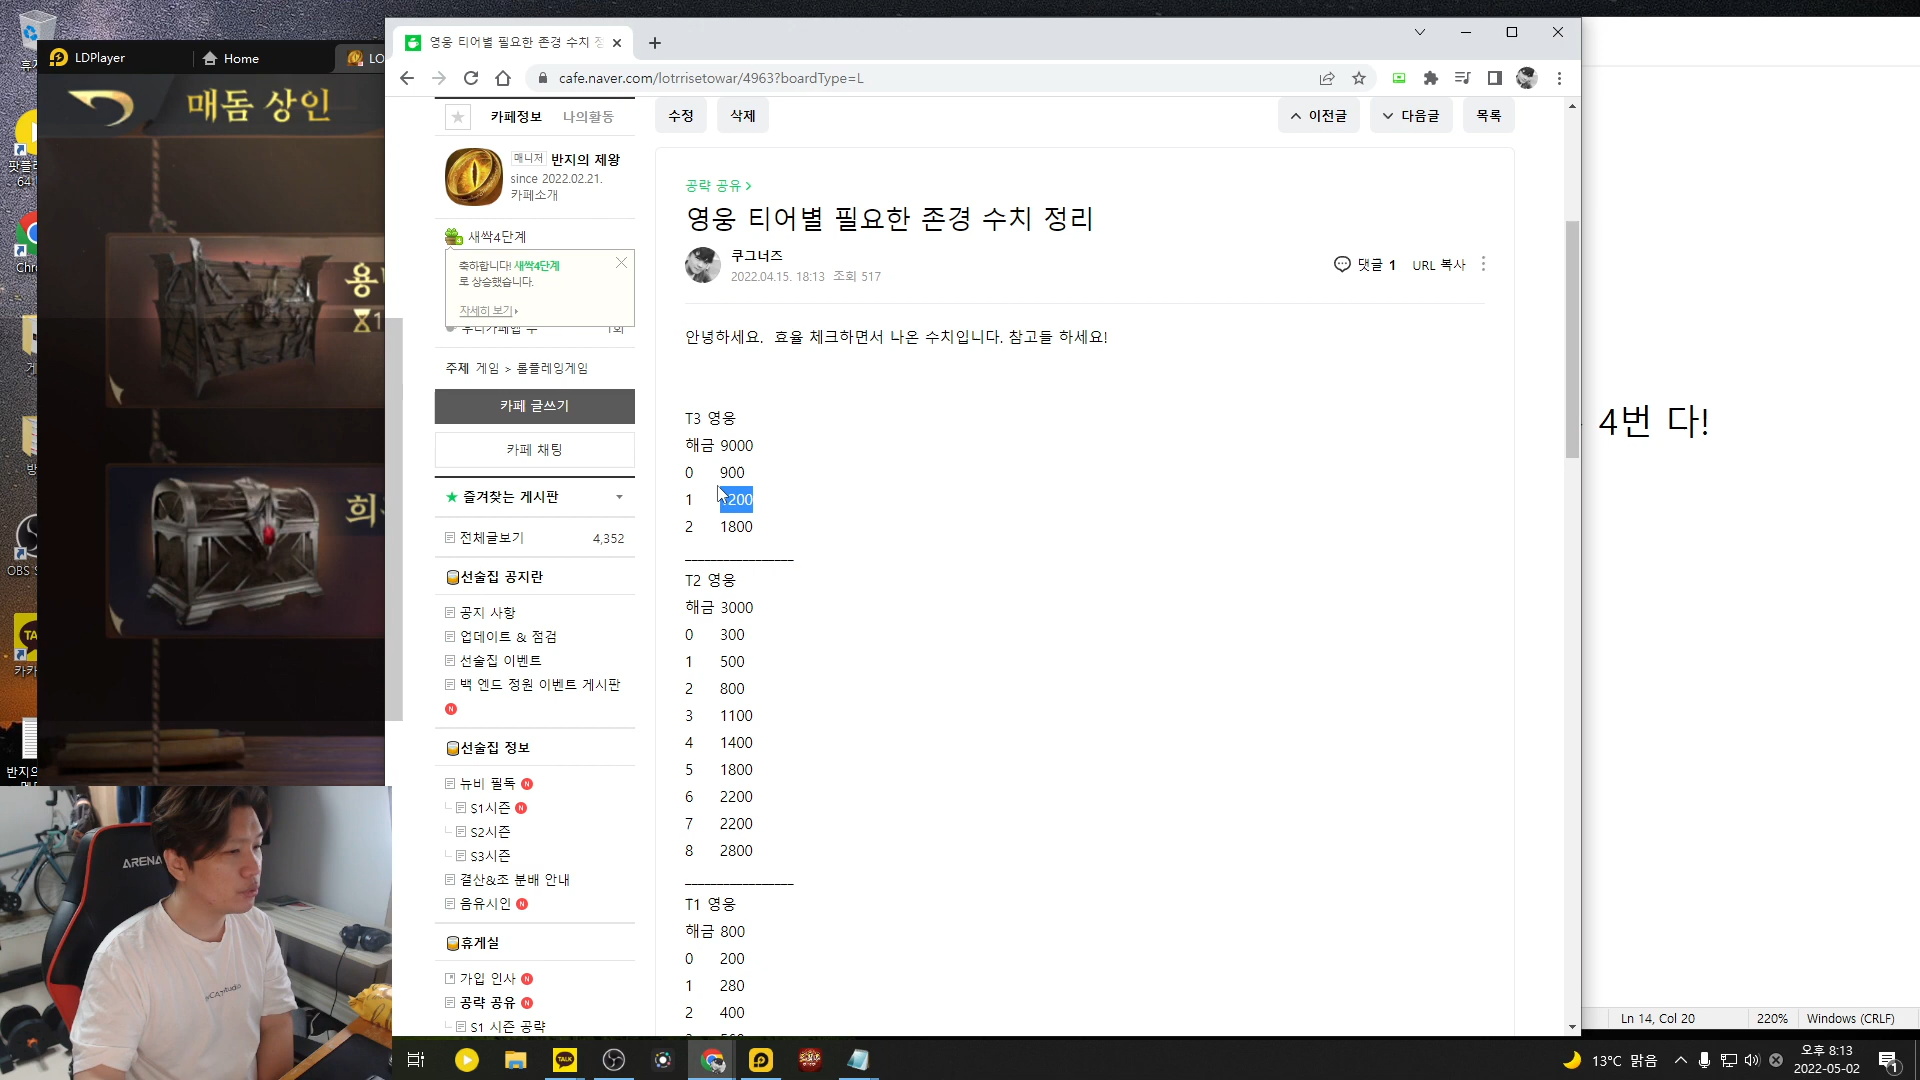 LDPlayer
Home
LO
매돔 상인
영웅 티어별 필요한 존경 수치 정
cafe.naver.com/lotrrisetowar/4963?boardType=L
카페정보
나의활동
매니저 반지의 제왕
since 2022.02.21.
카페소개
새싹4단계
축하합니다! 새싹4단계
로 상승했습니다.
자세히 보기
우리카페앱 수
1회
주제 게임 > 롤플레잉게임
카페 글쓰기
카페 채팅
즐겨찾는 게시판
전체글보기
4,352
선술집 공지란
공지 사항
업데이트 & 점검
선술집 이벤트
백 엔드 정원 이벤트 게시판
N
선술집 정보
뉴비 필독 N
S1시즌 N
S2시즌
S3시즌
결산&조 분배 안내
음유시인 N
휴게실
가입 인사 N
공략 공유 N
S1 시즌 공략
수정
삭제
이전글
다음글
목록
공략 공유 >
영웅 티어별 필요한 존경 수치 정리
쿠그너즈
2022.04.15. 18:13 조회 517
댓글 1
URL 복사
안녕하세요. 효율 체크하면서 나온 수치입니다. 참고들 하세요!
T3 영웅
해금 9000
0 900
1 1200
2 1800
________________
T2 영웅
해금 3000
0 300
1 500
2 800
3 1100
4 1400
5 1800
6 2200
7 2200
8 2800
________________
T1 영웅
해금 800
0 200
1 280
2 400
4번 다!
Ln 14, Col 20
220%
Windows (CRLF)
ARENA
TALK
13°C 맑음
오후 8:13
2022-05-02
1